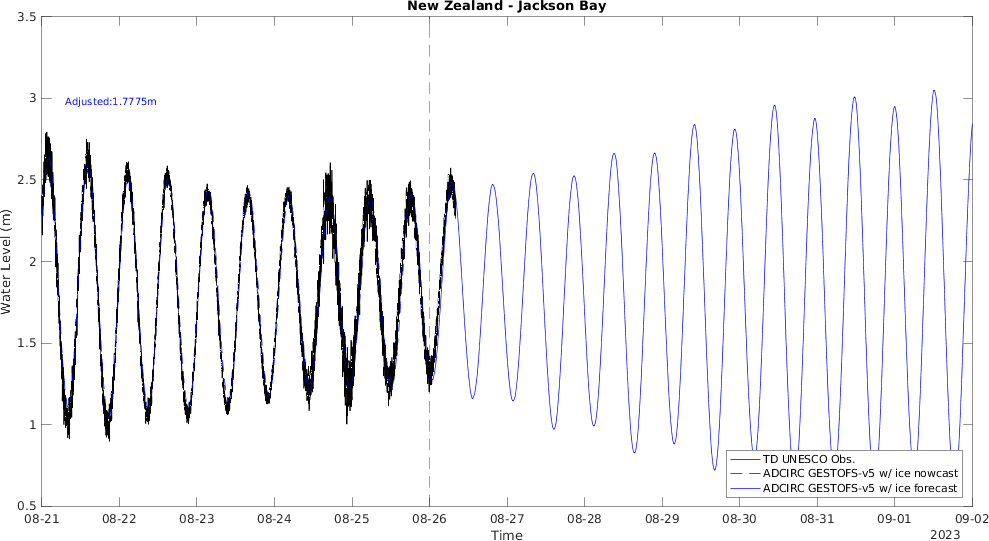 New Zealand - Jackson Bay
3.5
3
2.5
2
1.5
1
0.5
Water Level (m)
Adjusted:1.7775m
TD UNESCO Obs.
ADCIRC GESTOFS-v5 w/ ice nowcast
ADCIRC GESTOFS-v5 w/ ice forecast
08-21 08-22 08-23 08-24 08-25 08-26 08-27 08-28 08-29 08-30 08-31 09-01 09-02
Time
2023